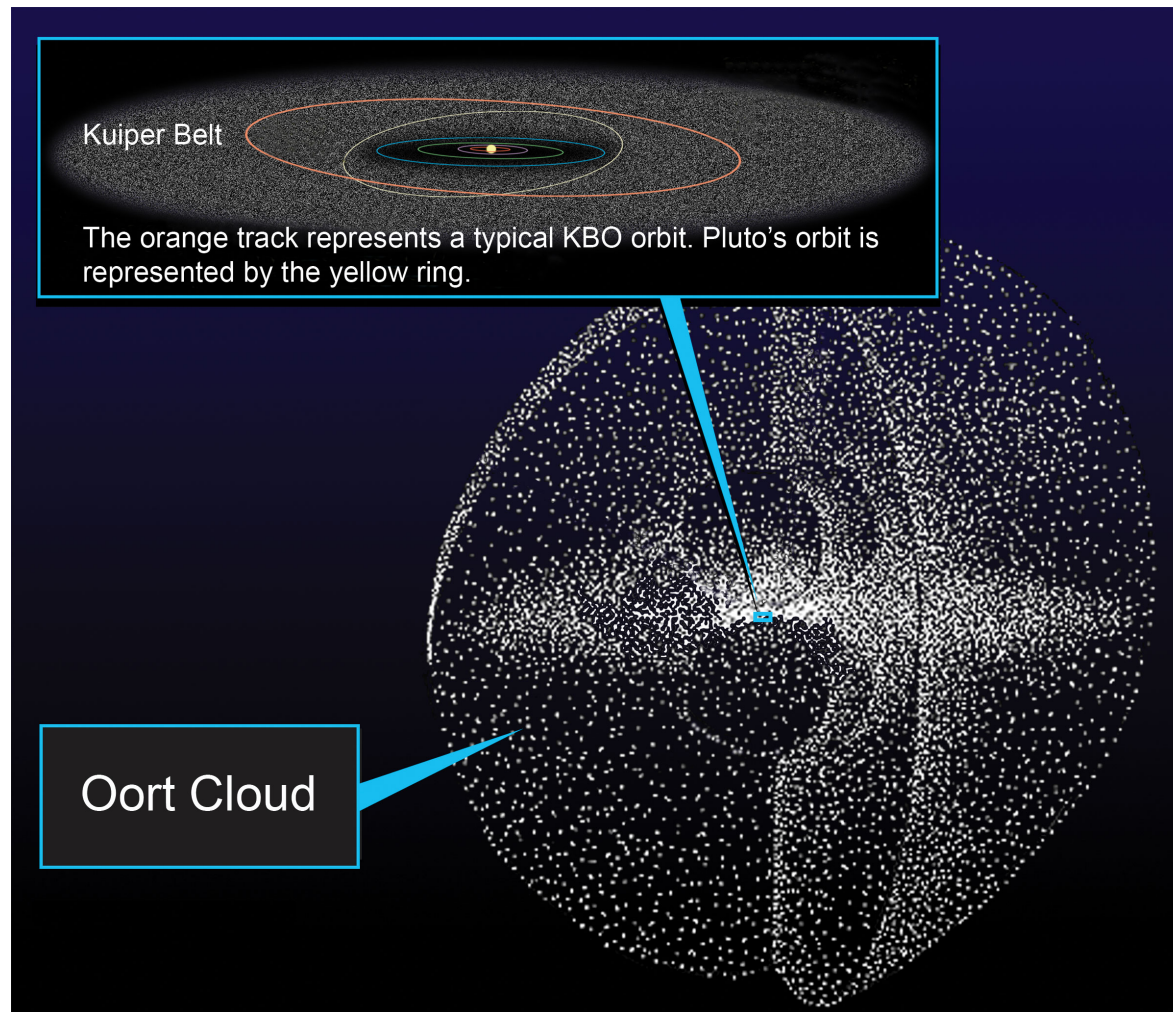 Kuiper Belt
The orange track represents a typical KBO orbit. Pluto’s orbit is
represented by the yellow ring.
Oort Cloud